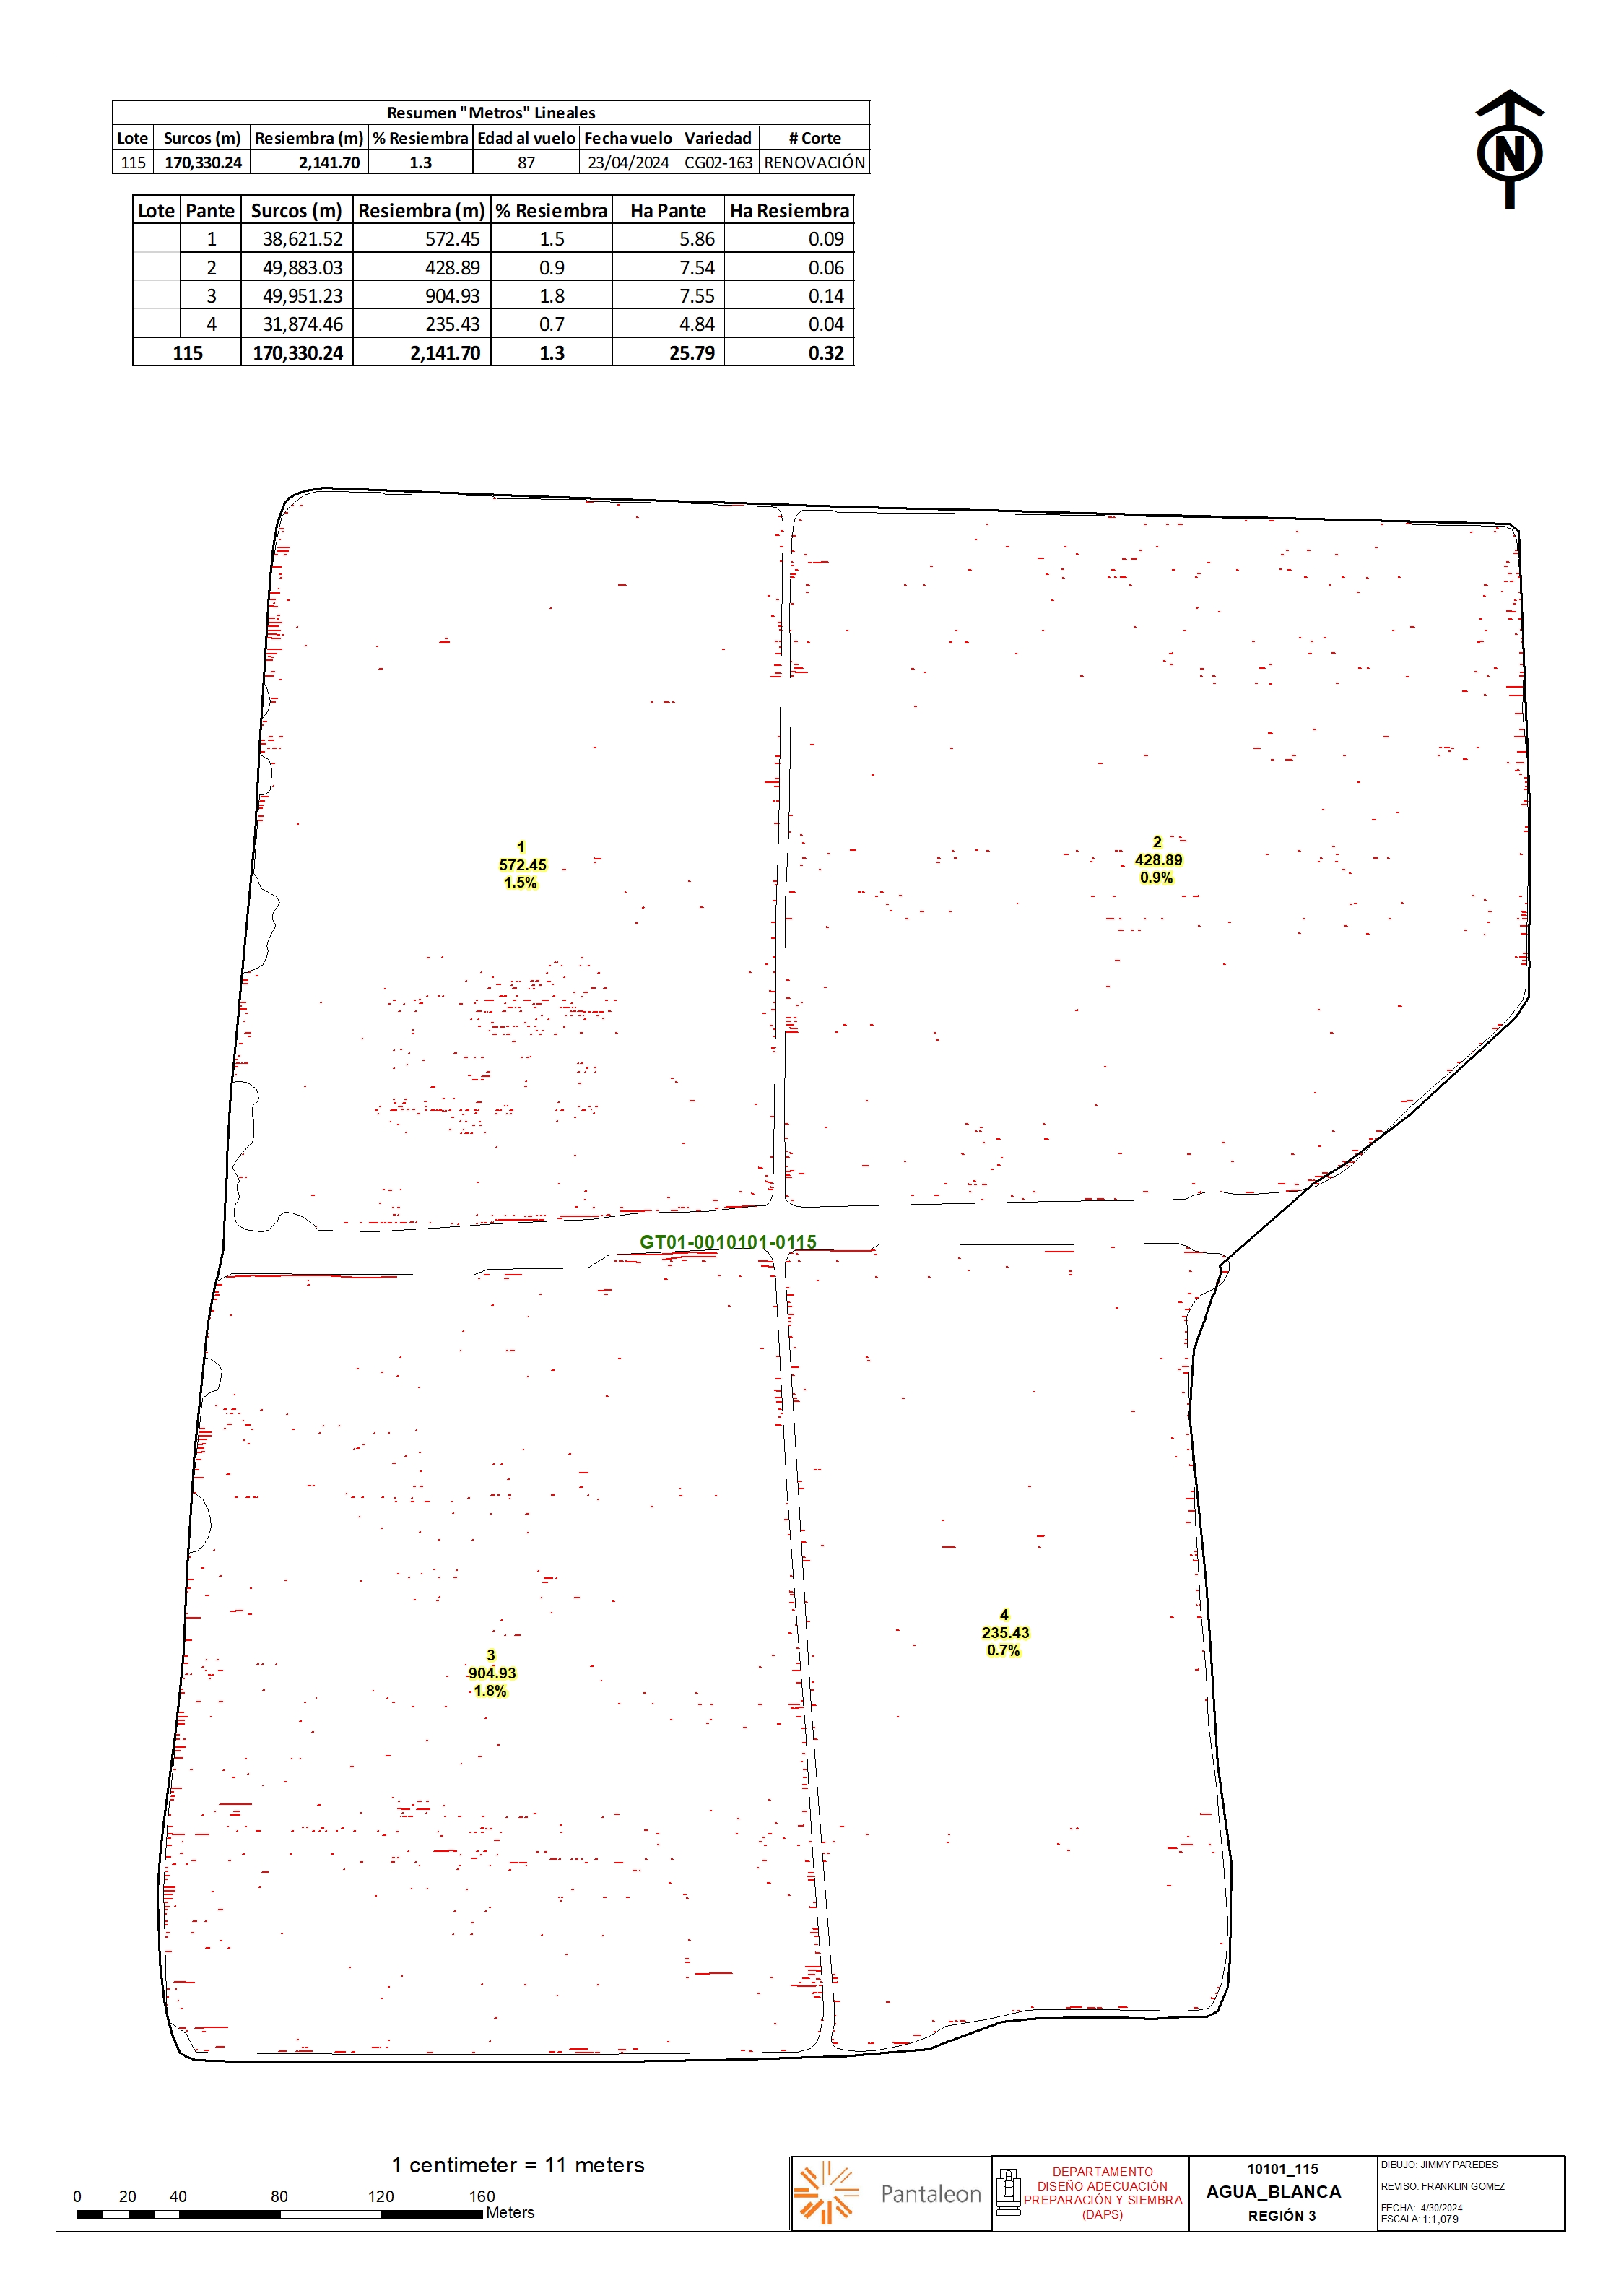 Resumen "Metros" Lineales
Lote Surcos (m) Resiembra (m) % Resiembra Edad al vuelo Fecha vuelo Variedad # Corte
115 170,330.24 2,141.70 1.3 87 23/04/2024 CG02-163 RENOVACIÓN
Lote Pante Surcos (m) Resiembra (m) % Resiembra Ha Pante Ha Resiembra
1 38,621.52 572.45 1.5 5.86 0.09
2 49,883.03 428.89 0.9 7.54 0.06
3 49,951.23 904.93 1.8 7.55 0.14
4 31,874.46 235.43 0.7 4.84 0.04
115 170,330.24 2,141.70 1.3 25.79 0.32
N
1
572.45
1.5%
2
428.89
0.9%
GT01-0010101-0115
3
904.93
1.8%
4
235.43
0.7%
1 centimeter = 11 meters
0 20 40 80 120 160
Meters
Pantaleon
DEPARTAMENTO
DISEÑO ADECUACIÓN
PREPARACIÓN Y SIEMBRA
(DAPS)
10101_115
AGUA_BLANCA
REGIÓN 3
DIBUJO: JIMMY PAREDES
REVISO: FRANKLIN GOMEZ
FECHA: 4/30/2024
ESCALA: 1:1,079